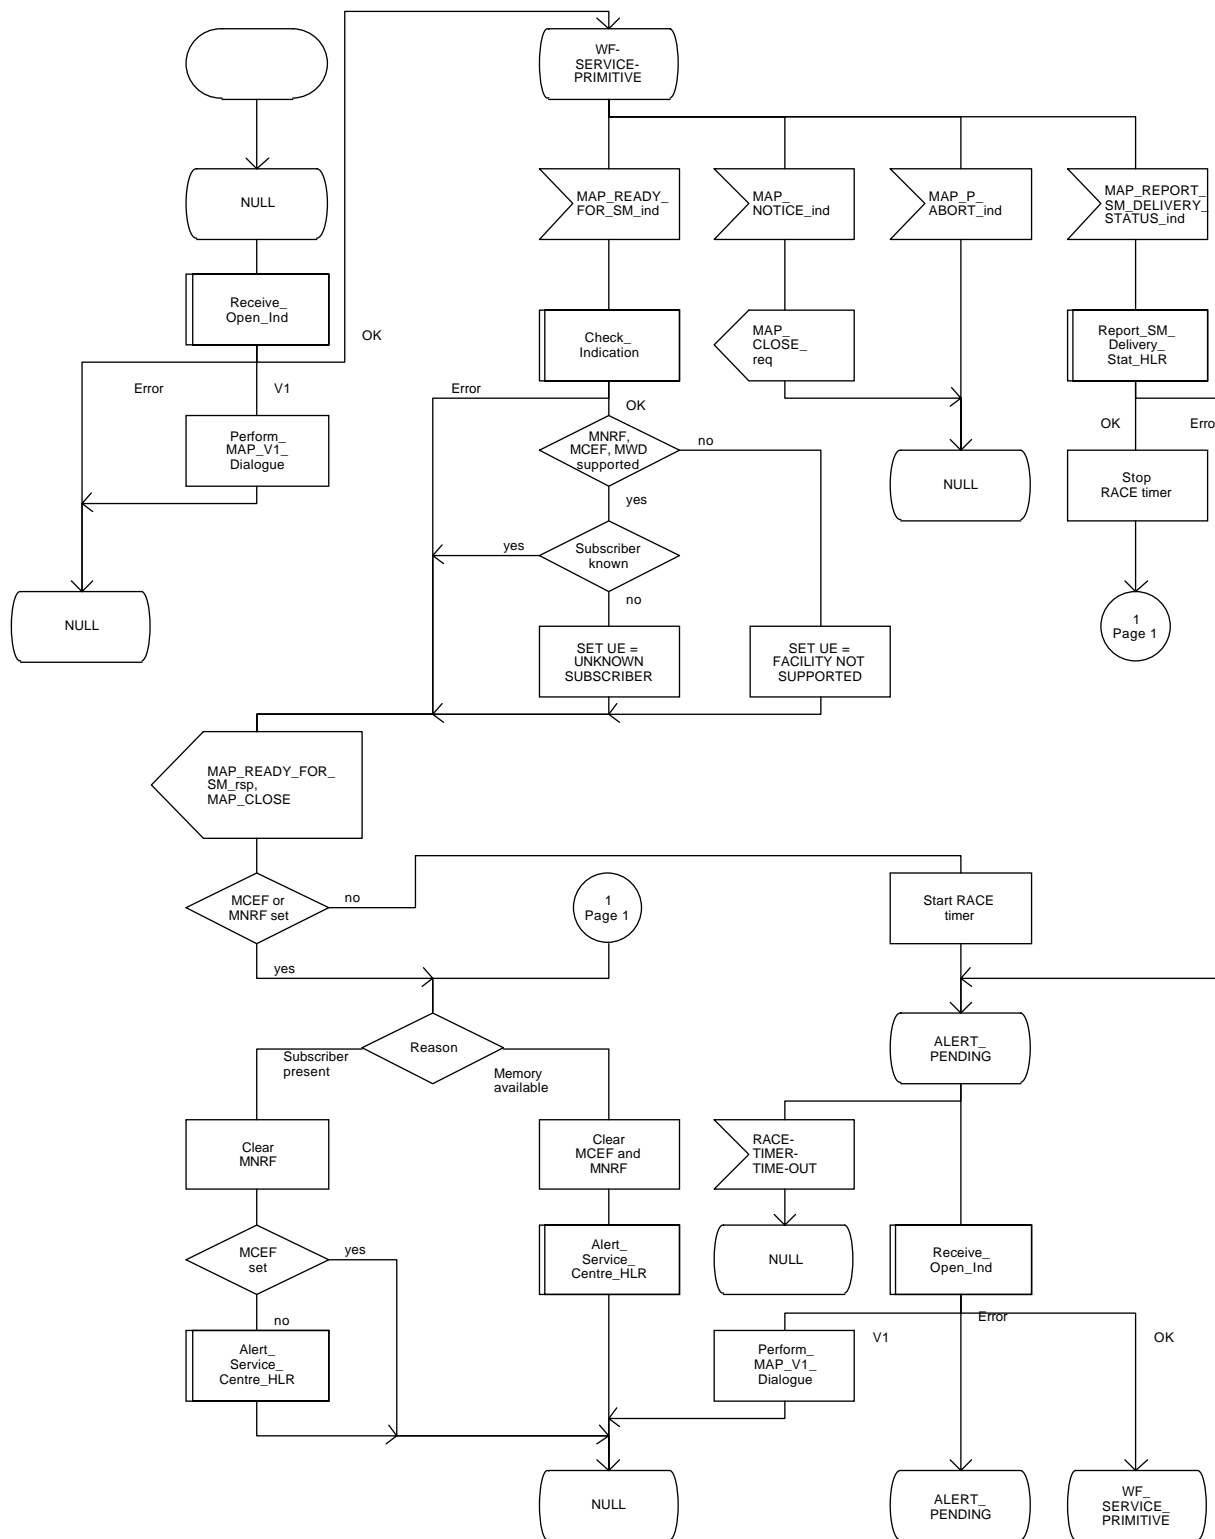 WF-
SERVICE-
PRIMITIVE
NULL
MAP_READY_
FOR_SM_ind
MAP_
NOTICE_ind
MAP_P_
ABORT_ind
MAP_REPORT_
SM_DELIVERY_
STATUS_ind
Receive_
Open_Ind
OK
Error
V1
Check_
Indication
MAP_
CLOSE_
req
Report_SM_
Delivery_
Stat_HLR
Error
OK
OK
Erro
Perform_
MAP_V1_
Dialogue
MNRF,
MCEF, MWD
supported
no
yes
NULL
Stop
RACE timer
Subscriber
known
yes
no
NULL
SET UE =
UNKNOWN
SUBSCRIBER
SET UE =
FACILITY NOT
SUPPORTED
1
Page 1
MAP_READY_FOR_
SM_rsp,
MAP_CLOSE
MCEF or
MNRF set
no
yes
1
Page 1
Start RACE
timer
Reason
Subscriber
present
Memory
available
ALERT_
PENDING
Clear
MNRF
Clear
MCEF and
MNRF
RACE-
TIMER-
TIME-OUT
MCEF
set
yes
no
Alert_
Service_
Centre_HLR
NULL
Receive_
Open_Ind
Alert_
Service_
Centre_HLR
V1
Error
OK
Perform_
MAP_V1_
Dialogue
NULL
ALERT_
PENDING
WF_
SERVICE_
PRIMITIVE